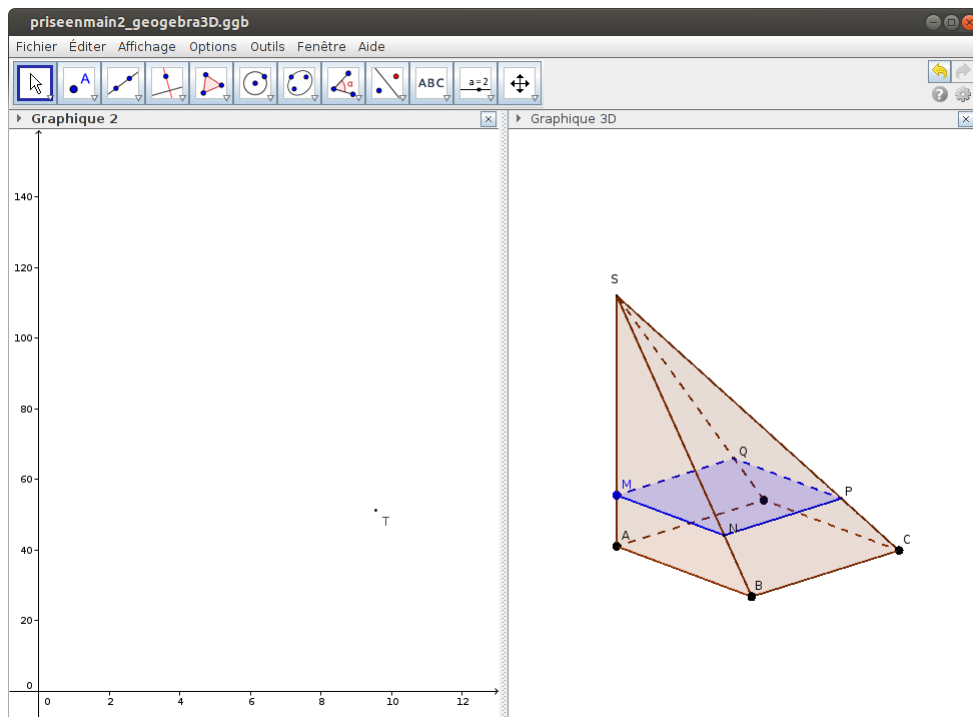 priseenmain2_geogebra3D.ggb
Fichier Éditer Affichage Options Outils Fenêtre Aide
A ABC a=2 α ?
Graphique 2
Graphique 3D
140
120
100
80
60
40
20
0
0 2 4 6 8 10 12
T
S
Q
M
P
N
A
C
B